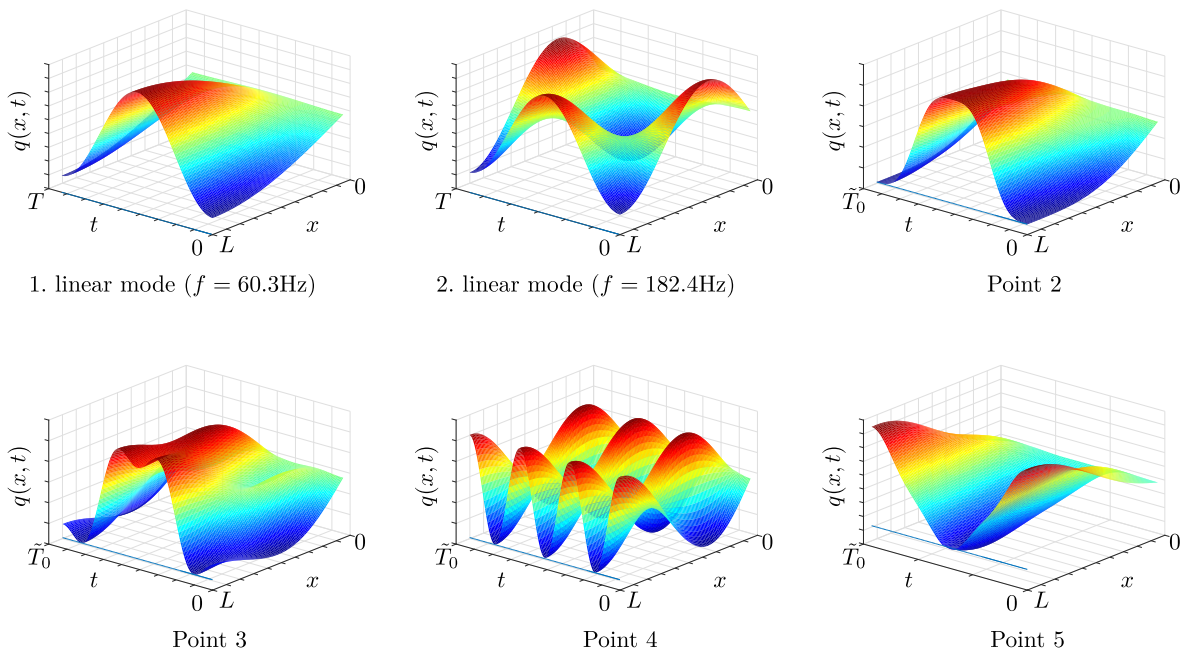 q(x, t)
T
t
0
L
x
0
1. linear mode (f = 60.3Hz)
q(x, t)
T
t
0
L
x
0
2. linear mode (f = 182.4Hz)
q(x, t)
T̃₀
t
0
L
x
0
Point 2
q(x, t)
T̃₀
t
0
L
x
0
Point 3
q(x, t)
T̃₀
t
0
L
x
0
Point 4
q(x, t)
T̃₀
t
0
L
x
0
Point 5